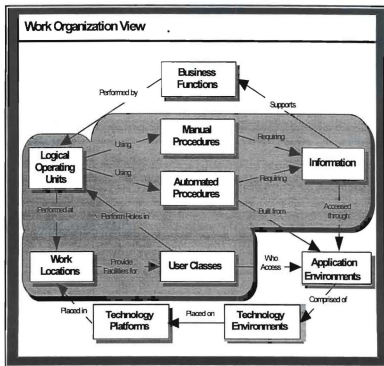 Work Organization View
Business
Functions
Performed by
Supports
Manual
Procedures
Using
Requiring
Logical
Operating
Units
Information
Using
Automated
Procedures
Requiring
Performed at
Perform Roles in
Built from
Accessed
through
Work
Locations
Provide
Facilities for
User Classes
Who
Access
Application
Environments
Placed in
Technology
Platforms
Placed on
Technology
Environments
Comprised of